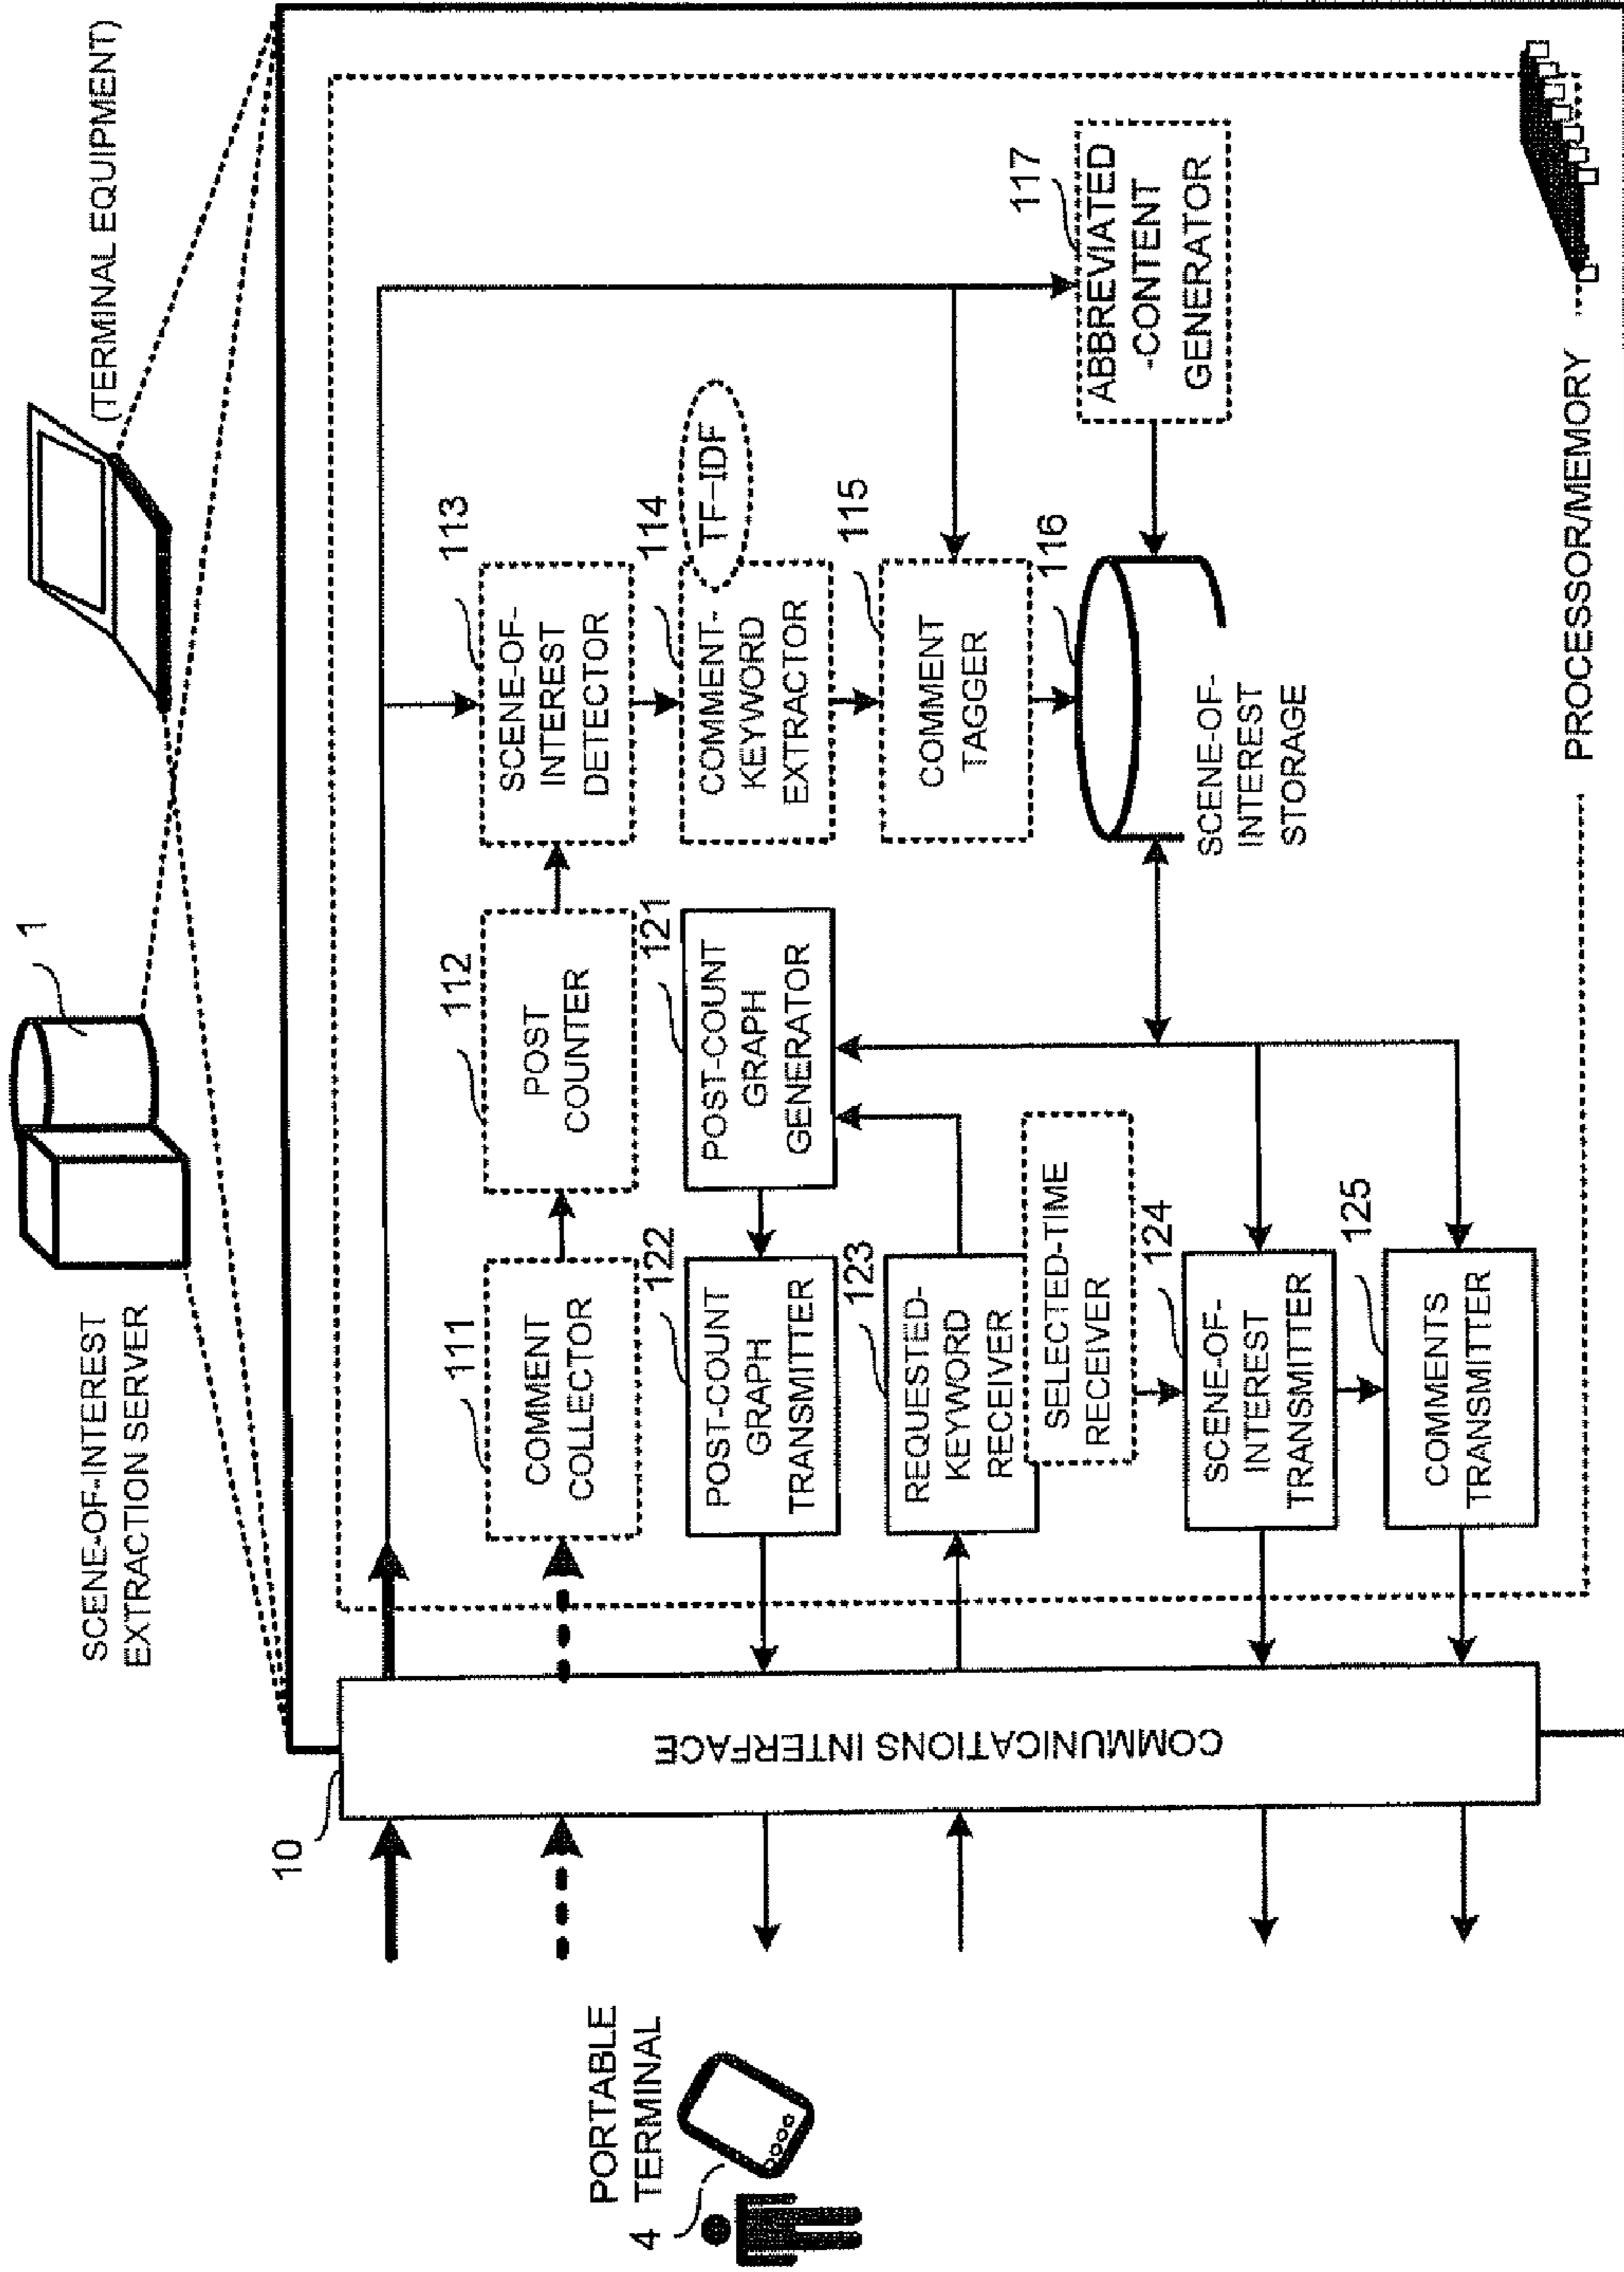 SCENE-OF-INTEREST
EXTRACTION SERVER
1
(TERMINAL EQUIPMENT)
PORTABLE
TERMINAL
4
10
COMMUNICATIONS INTERFACE
111
COMMENT
COLLECTOR
112
POST
COUNTER
113
SCENE-OF-
INTEREST
DETECTOR
114
COMMENT-
KEYWORD
EXTRACTOR
TF-IDF
115
COMMENT
TAGGER
116
SCENE-OF-
INTEREST
STORAGE
117
ABBREVIATED
-CONTENT
GENERATOR
121
POST-COUNT
GRAPH
GENERATOR
122
POST-COUNT
GRAPH
TRANSMITTER
123
REQUESTED-
KEYWORD
RECEIVER
SELECTED-TIME
RECEIVER
124
SCENE-OF-
INTEREST
TRANSMITTER
125
COMMENTS
TRANSMITTER
PROCESSOR/MEMORY